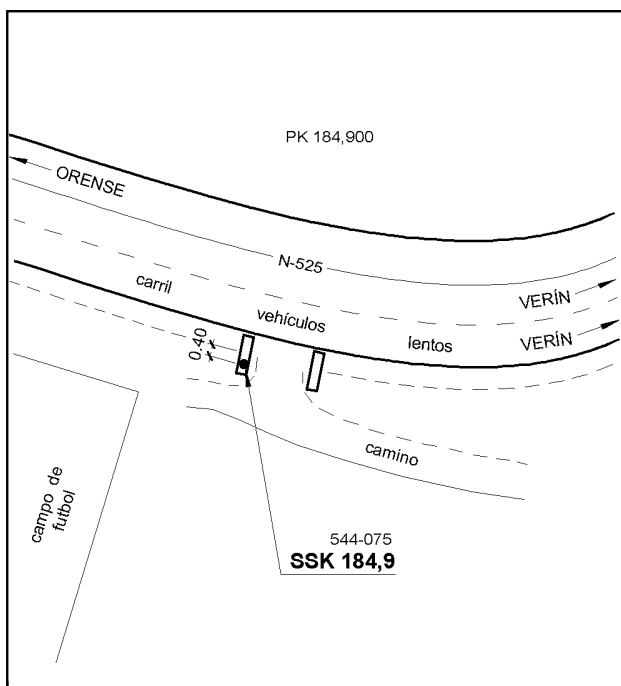 PK 184,900
ORENSE
N-525
carril vehículos lentos
VERÍN
VERÍN
0.40
camino
campo de
futbol
544-075
SSK 184,9